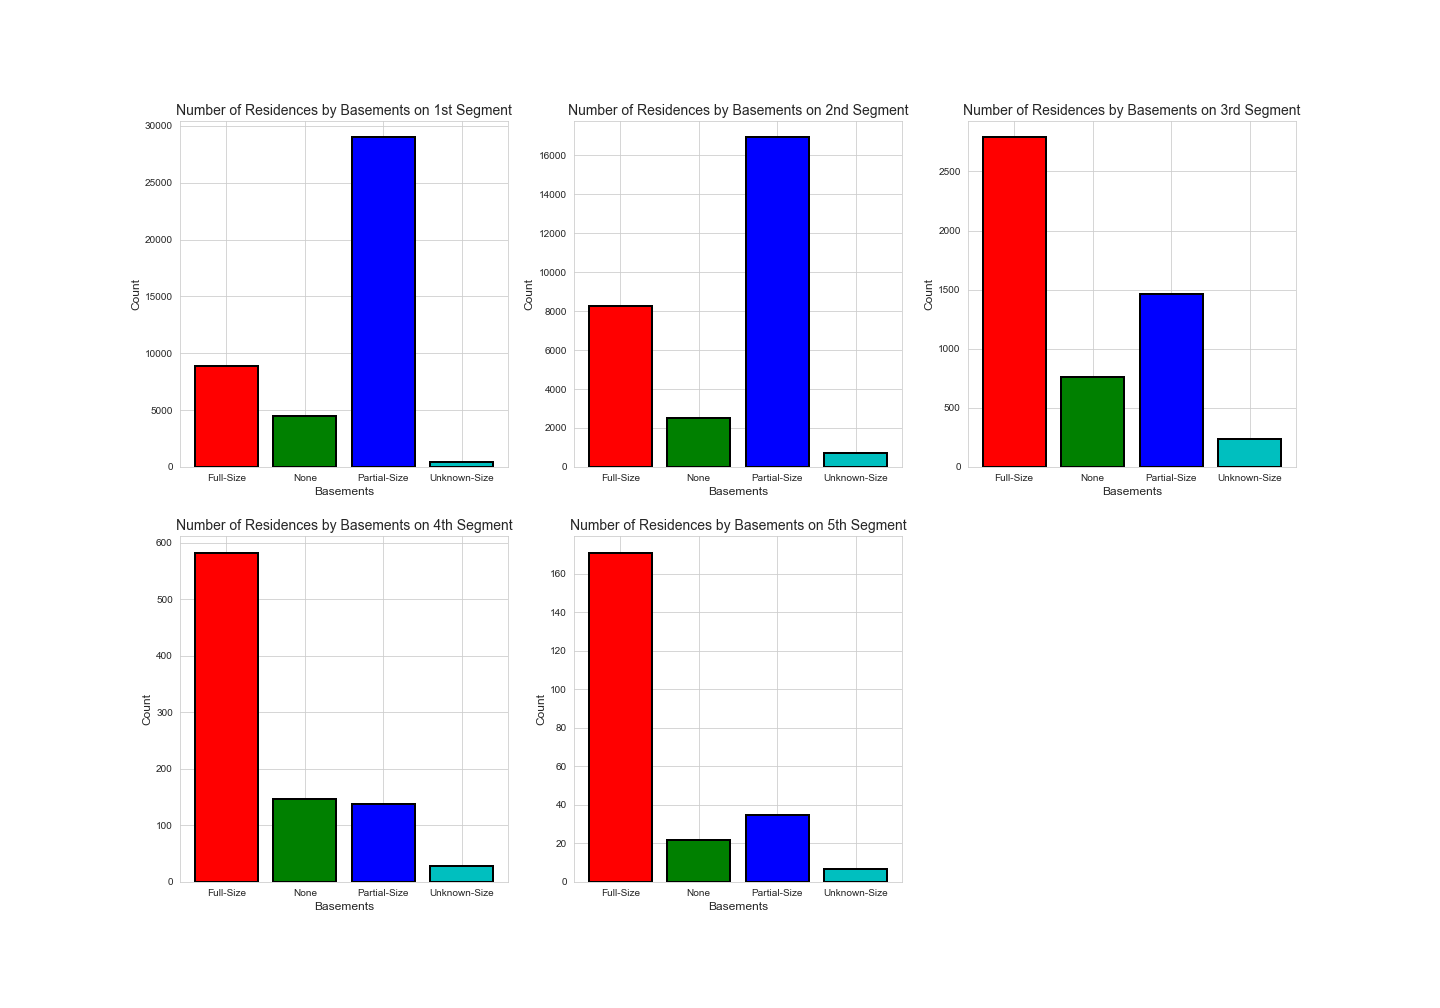 Number of Residences by Basements on 1st Segment
30000
25000
20000
15000
10000
5000
0
Count
Full-Size None Partial-Size Unknown-Size
Basements
Number of Residences by Basements on 2nd Segment
16000
14000
12000
10000
8000
6000
4000
2000
0
Count
Full-Size None Partial-Size Unknown-Size
Basements
Number of Residences by Basements on 3rd Segment
2500
2000
1500
1000
500
0
Count
Full-Size None Partial-Size Unknown-Size
Basements
Number of Residences by Basements on 4th Segment
600
500
400
300
200
100
0
Count
Full-Size None Partial-Size Unknown-Size
Basements
Number of Residences by Basements on 5th Segment
160
140
120
100
80
60
40
20
0
Count
Full-Size None Partial-Size Unknown-Size
Basements